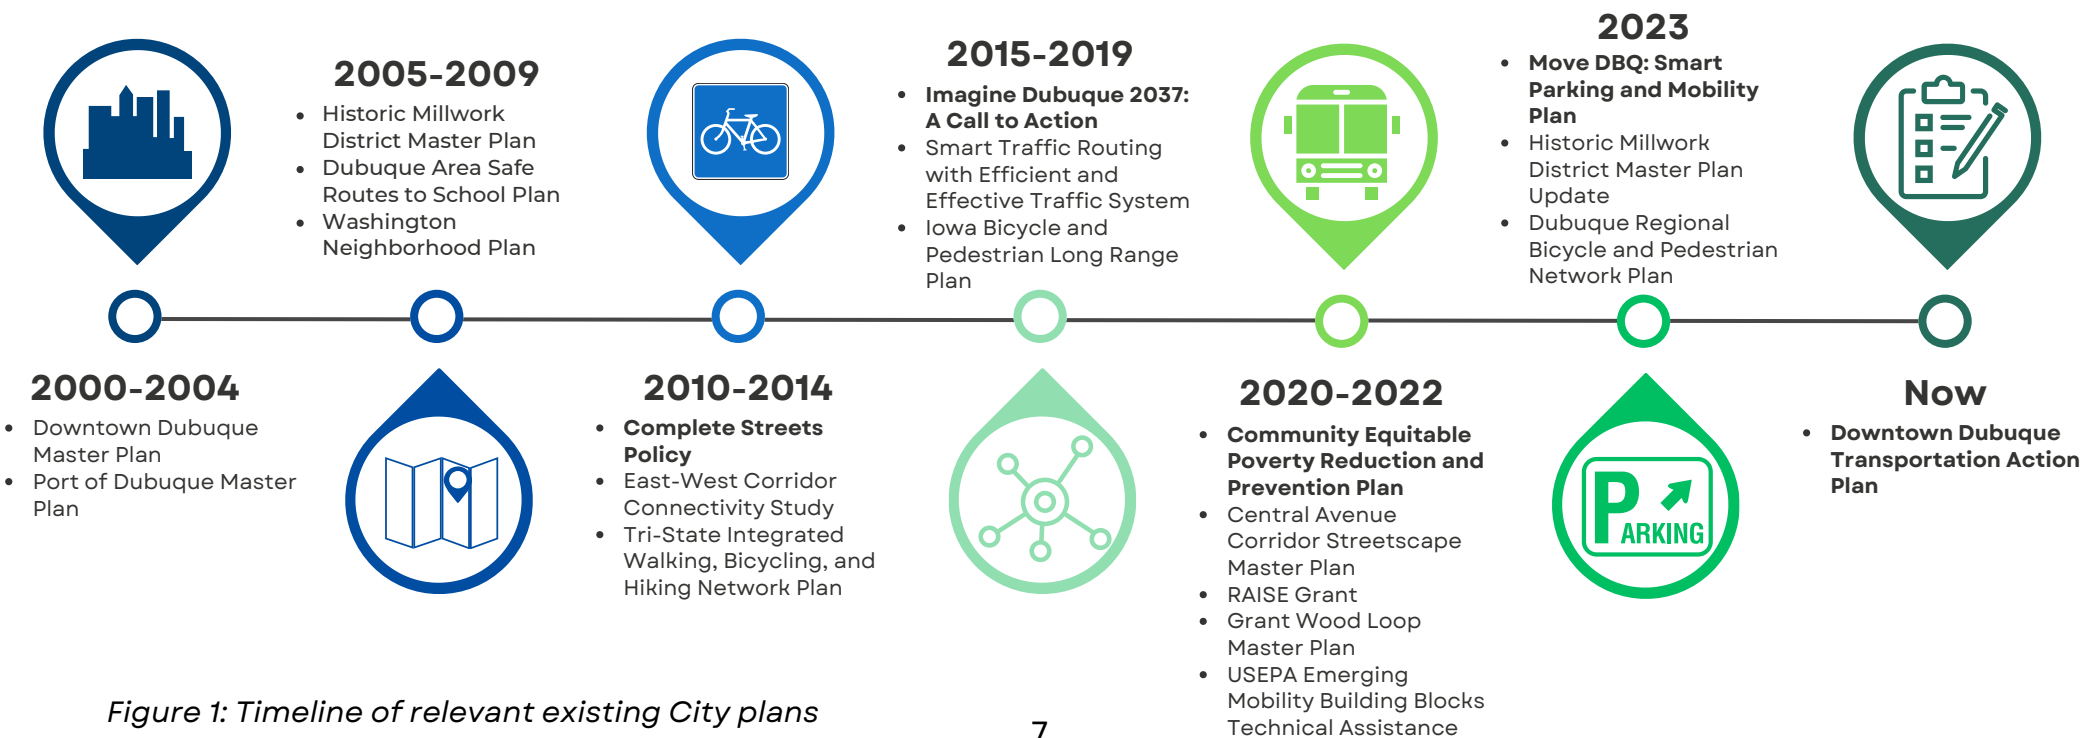 2000-2004
• Downtown Dubuque
Master Plan
• Port of Dubuque Master
Plan
2005-2009
• Historic Millwork
District Master Plan
• Dubuque Area Safe
Routes to School Plan
• Washington
Neighborhood Plan
2010-2014
• Complete Streets
Policy
• East-West Corridor
Connectivity Study
• Tri-State Integrated
Walking, Bicycling, and
Hiking Network Plan
2015-2019
• Imagine Dubuque 2037:
A Call to Action
• Smart Traffic Routing
with Efficient and
Effective Traffic System
• Iowa Bicycle and
Pedestrian Long Range
Plan
2020-2022
• Community Equitable
Poverty Reduction and
Prevention Plan
• Central Avenue
Corridor Streetscape
Master Plan
• RAISE Grant
• Grant Wood Loop
Master Plan
• USEPA Emerging
Mobility Building Blocks
Technical Assistance
2023
• Move DBQ: Smart
Parking and Mobility
Plan
• Historic Millwork
District Master Plan
Update
• Dubuque Regional
Bicycle and Pedestrian
Network Plan
PARKING
Now
• Downtown Dubuque
Transportation Action
Plan
Figure 1: Timeline of relevant existing City plans
7